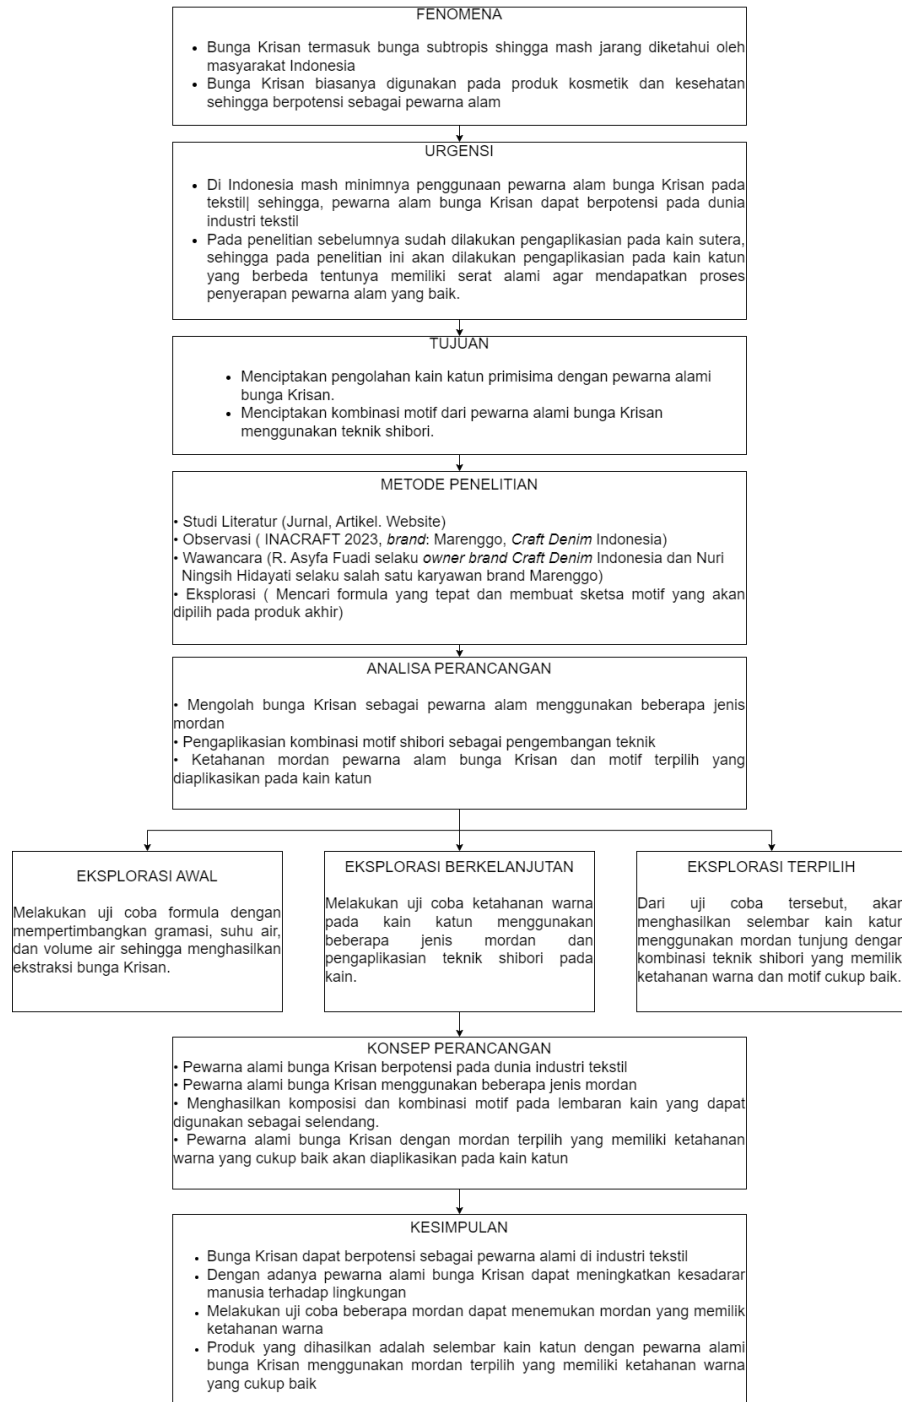 FENOMENA
• Bunga Krisan termasuk bunga subtropis shingga mash jarang diketahui oleh
masyarakat Indonesia
• Bunga Krisan biasanya digunakan pada produk kosmetik dan kesehatan
sehingga berpotensi sebagai pewarna alam
URGENSI
• Di Indonesia mash minimnya penggunaan pewarna alam bunga Krisan pada
tekstil| sehingga, pewarna alam bunga Krisan dapat berpotensi pada dunia
industri tekstil
• Pada penelitian sebelumnya sudah dilakukan pengaplikasian pada kain sutera,
sehingga pada penelitian ini akan dilakukan pengaplikasian pada kain katun
yang berbeda tentunya memiliki serat alami agar mendapatkan proses
penyerapan pewarna alam yang baik.
TUJUAN
• Menciptakan pengolahan kain katun primisima dengan pewarna alami
bunga Krisan.
• Menciptakan kombinasi motif dari pewarna alami bunga Krisan
menggunakan teknik shibori.
METODE PENELITIAN
• Studi Literatur (Jurnal, Artikel. Website)
• Observasi ( INACRAFT 2023, brand: Marenggo, Craft Denim Indonesia)
• Wawancara (R. Asyfa Fuadi selaku owner brand Craft Denim Indonesia dan Nuri
Ningsih Hidayati selaku salah satu karyawan brand Marenggo)
• Eksplorasi ( Mencari formula yang tepat dan membuat sketsa motif yang akan
dipilih pada produk akhir)
ANALISA PERANCANGAN
• Mengolah bunga Krisan sebagai pewarna alam menggunakan beberapa jenis
mordan
• Pengaplikasian kombinasi motif shibori sebagai pengembangan teknik
• Ketahanan mordan pewarna alam bunga Krisan dan motif terpilih yang
diaplikasikan pada kain katun
EKSPLORASI AWAL
Melakukan uji coba formula dengan
mempertimbangkan gramasi, suhu air,
dan volume air sehingga menghasilkan
ekstraksi bunga Krisan.
EKSPLORASI BERKELANJUTAN
Melakukan uji coba ketahanan warna
pada kain katun menggunakan
beberapa jenis mordan dan
pengaplikasian teknik shibori pada
kain.
EKSPLORASI TERPILIH
Dari uji coba tersebut, akan
menghasilkan selembar kain katun
menggunakan mordan tunjung dengan
kombinasi teknik shibori yang memilik
ketahanan warna dan motif cukup baik.
KONSEP PERANCANGAN
• Pewarna alami bunga Krisan berpotensi pada dunia industri tekstil
• Pewarna alami bunga Krisan menggunakan beberapa jenis mordan
• Menghasilkan komposisi dan kombinasi motif pada lembaran kain yang dapat
digunakan sebagai selendang.
• Pewarna alami bunga Krisan dengan mordan terpilih yang memiliki ketahanan
warna yang cukup baik akan diaplikasikan pada kain katun
KESIMPULAN
• Bunga Krisan dapat berpotensi sebagai pewarna alami di industri tekstil
• Dengan adanya pewarna alami bunga Krisan dapat meningkatkan kesadarar
manusia terhadap lingkungan
• Melakukan uji coba beberapa mordan dapat menemukan mordan yang memilik
ketahanan warna
• Produk yang dihasilkan adalah selembar kain katun dengan pewarna alami
bunga Krisan menggunakan mordan terpilih yang memiliki ketahanan warna
yang cukup baik